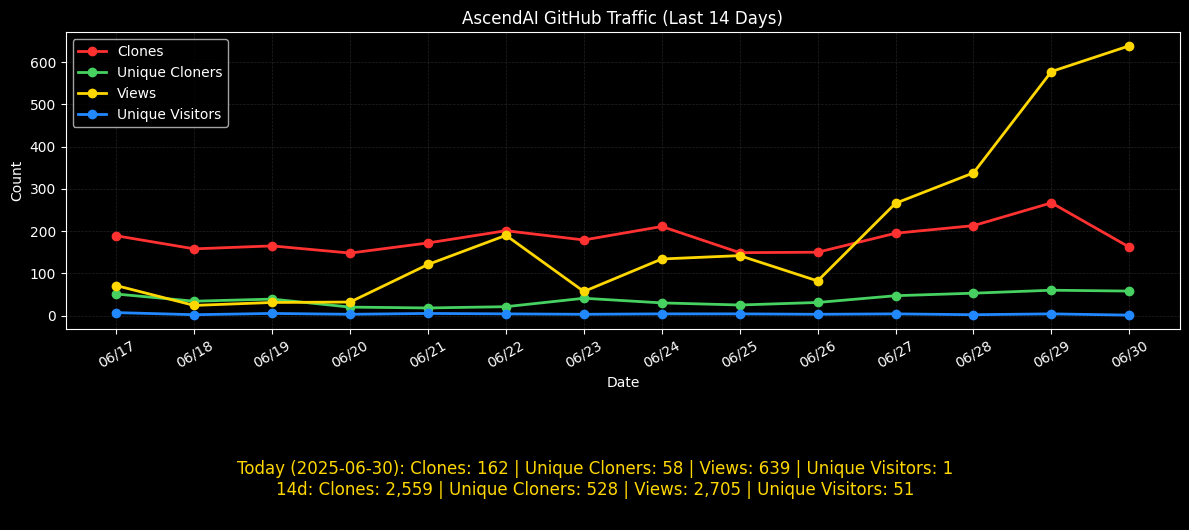 AscendAI GitHub Traffic (Last 14 Days)
Clones
Unique Cloners
Views
Unique Visitors
Count
600
500
400
300
200
100
0
06/17
06/18
06/19
06/20
06/21
06/22
06/23
06/24
06/25
06/26
06/27
06/28
06/29
06/30
Date
Today (2025-06-30): Clones: 162 | Unique Cloners: 58 | Views: 639 | Unique Visitors: 1
14d: Clones: 2,559 | Unique Cloners: 528 | Views: 2,705 | Unique Visitors: 51